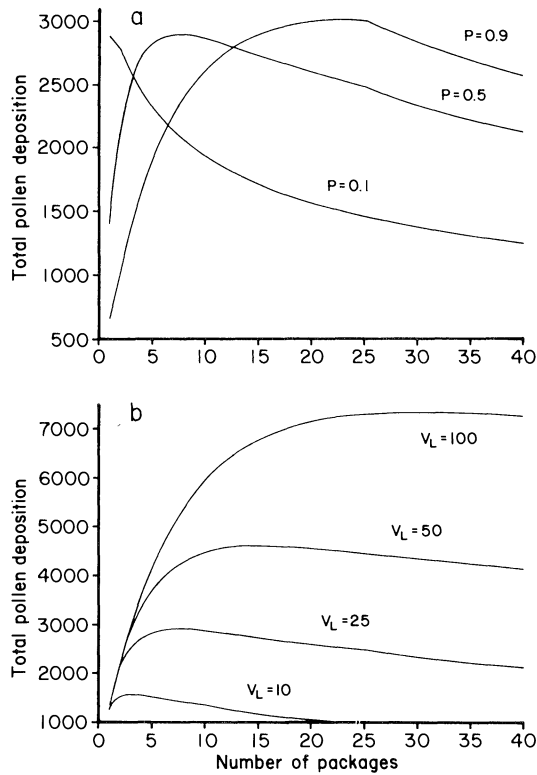 a
3000
2500
2000
1500
1000
500
Total pollen deposition
P=0.9
P=0.5
P=0.1
0 5 10 15 20 25 30 35 40
b
7000
6000
5000
4000
3000
2000
1000
Total pollen deposition
VL=100
VL=50
VL=25
VL=10
0 5 10 15 20 25 30 35 40
Number of packages